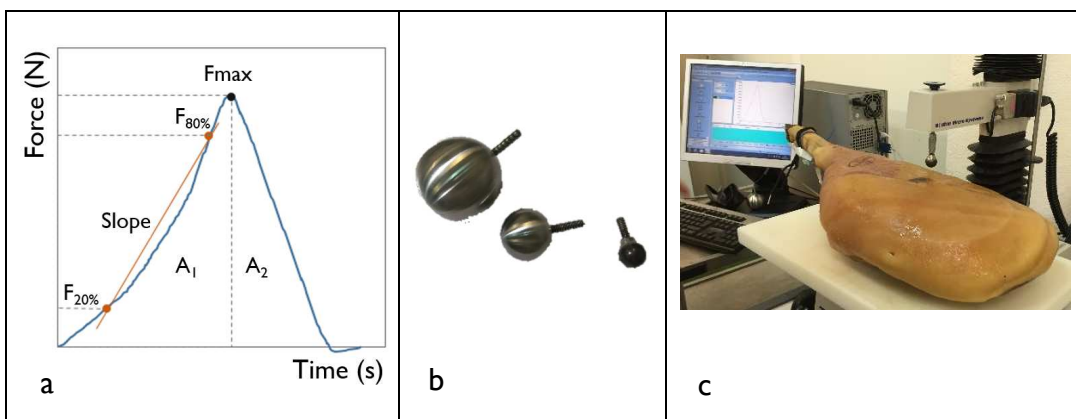 Force (N)
Fmax
F80%
Slope
A1
A2
F20%
Time (s)
a
b
c